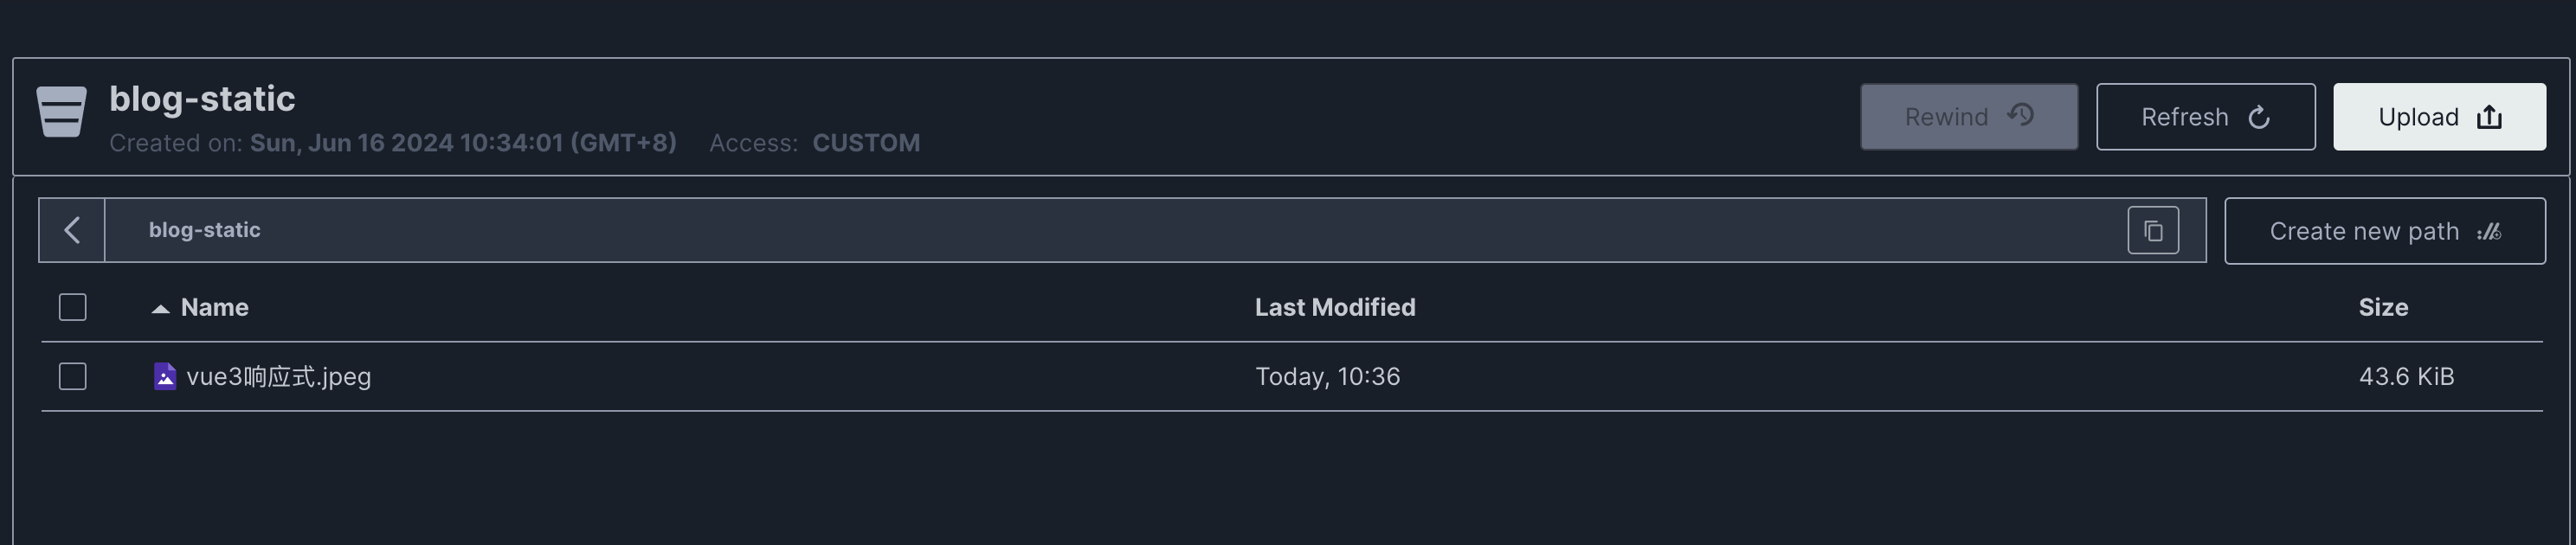 blog-static
Created on: Sun, Jun 16 2024 10:34:01 (GMT+8) Access: CUSTOM
Rewind Refresh Upload
blog-static
Create new path
Name Last Modified Size
vue3响应式.jpeg Today, 10:36 43.6 KiB